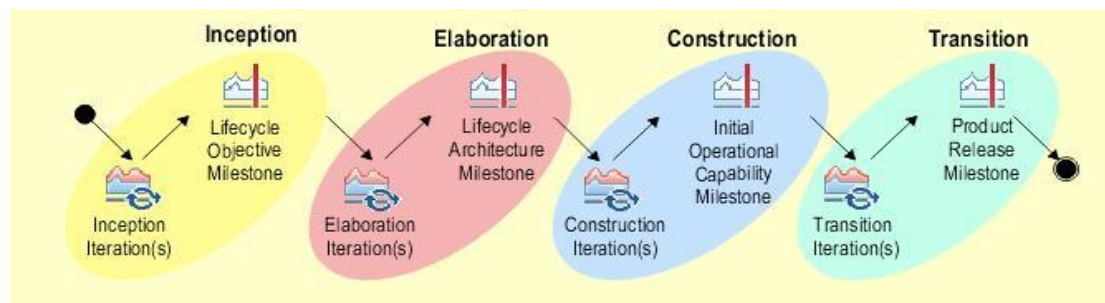 Inception
Lifecycle
Objective
Milestone
Inception
Iteration(s)
Elaboration
Lifecycle
Architecture
Milestone
Elaboration
Iteration(s)
Construction
Initial
Operational
Capability
Milestone
Construction
Iteration(s)
Transition
Product
Release
Milestone
Transition
Iteration(s)